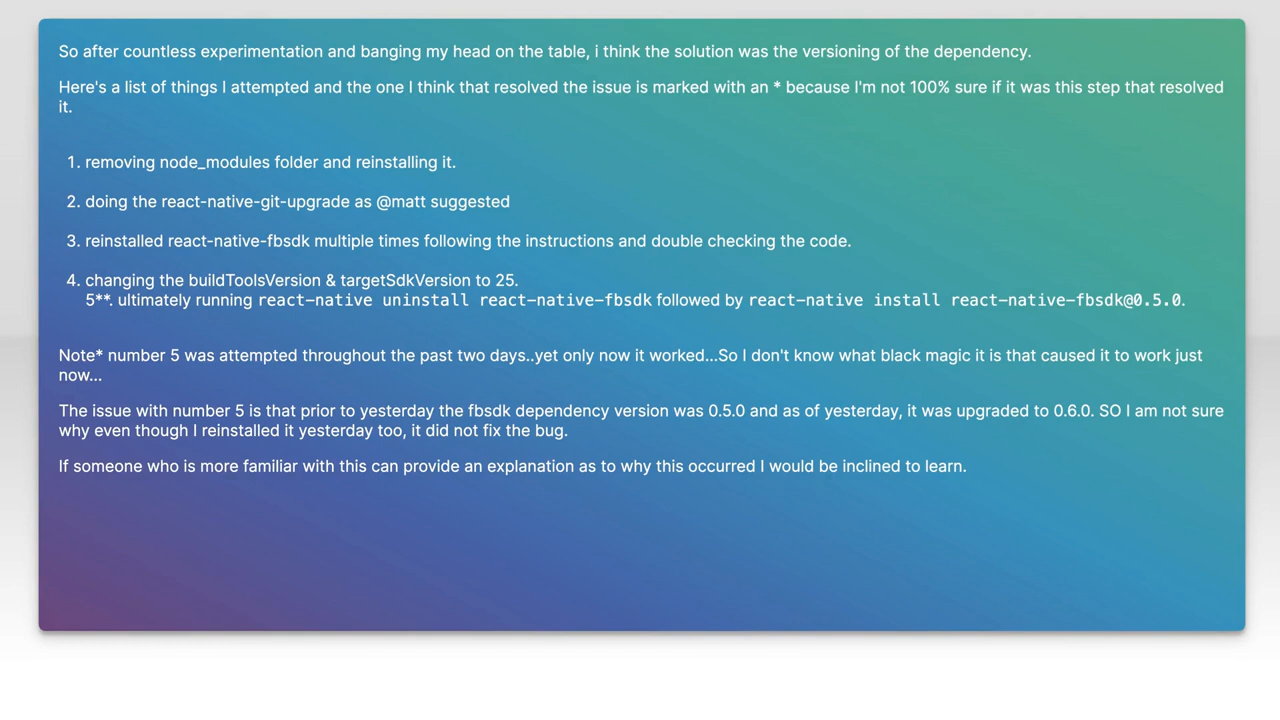 So after countless experimentation and banging my head on the table, i think the solution was the versioning of the dependency.
Here's a list of things I attempted and the one I think that resolved the issue is marked with an * because I'm not 100% sure if it was this step that resolved
it.
1. removing node_modules folder and reinstalling it.
2. doing the react-native-git-upgrade as @matt suggested
3. reinstalled react-native-fbsdk multiple times following the instructions and double checking the code.
4. changing the buildToolsVersion & targetSdkVersion to 25.
5**. ultimately running react-native uninstall react-native-fbsdk followed by react-native install react-native-fbsdk@0.5.0.
Note* number 5 was attempted throughout the past two days..yet only now it worked...So I don't know what black magic it is that caused it to work just
now...
The issue with number 5 is that prior to yesterday the fbsdk dependency version was 0.5.0 and as of yesterday, it was upgraded to 0.6.0. SO I am not sure
why even though I reinstalled it yesterday too, it did not fix the bug.
If someone who is more familiar with this can provide an explanation as to why this occurred I would be inclined to learn.